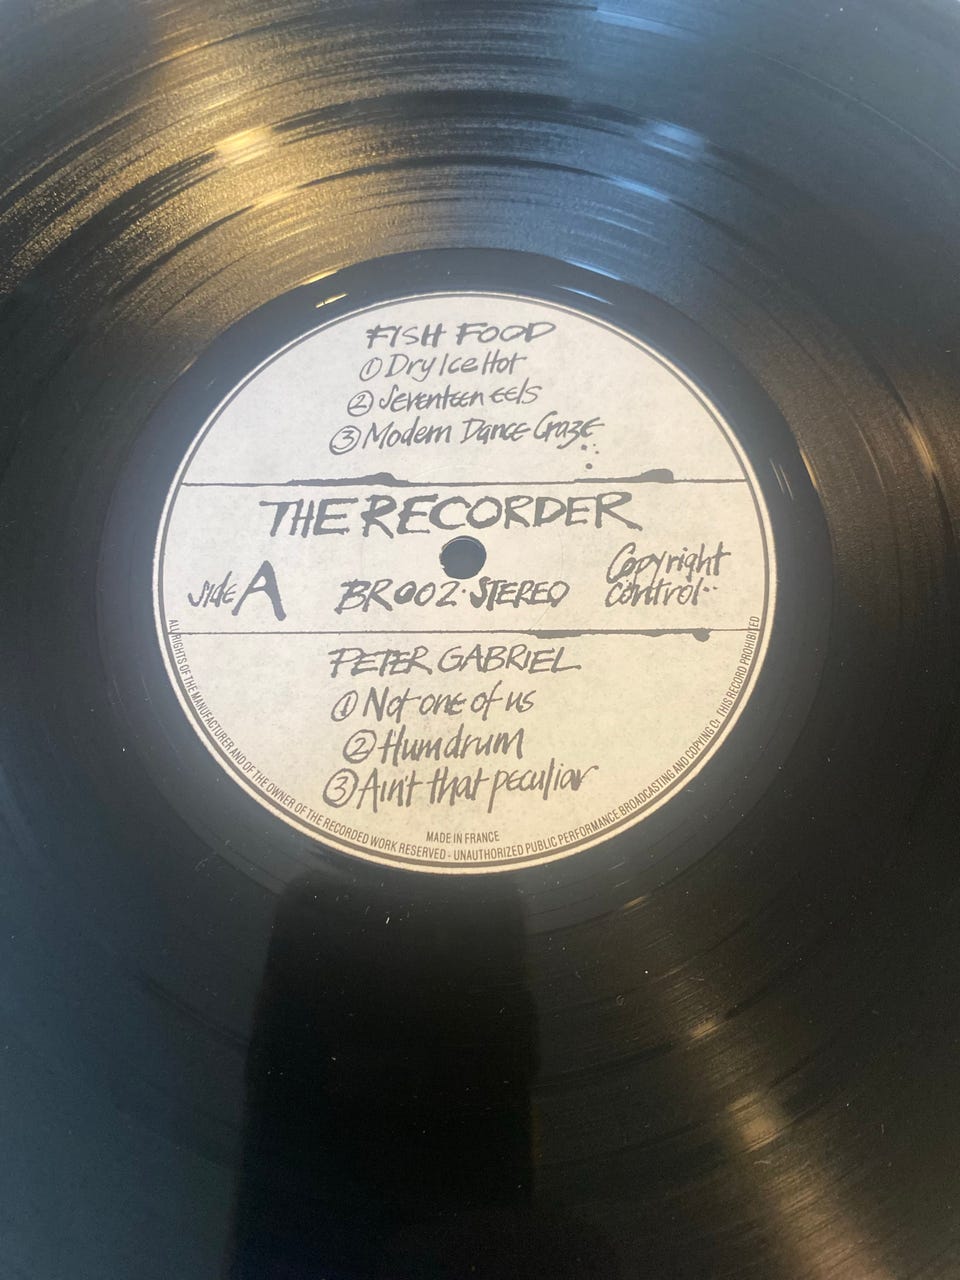 FISH FOOD
① Dry Ice Hot
② Seventeen eels
③ Modern Dance Craze
THE RECORDER
Side A
BR002·STEREO
Copyright
control··
PETER GABRIEL
① Not one of us
② Humdrum
③ Ain't that peculiar
MADE IN FRANCE
ALL RIGHTS OF THE MANUFACTURER AND OF THE OWNER OF THE RECORDED WORK RESERVED - UNAUTHORIZED PUBLIC PERFORMANCE BROADCASTING AND COPYING OF THIS RECORD PROHIBITED